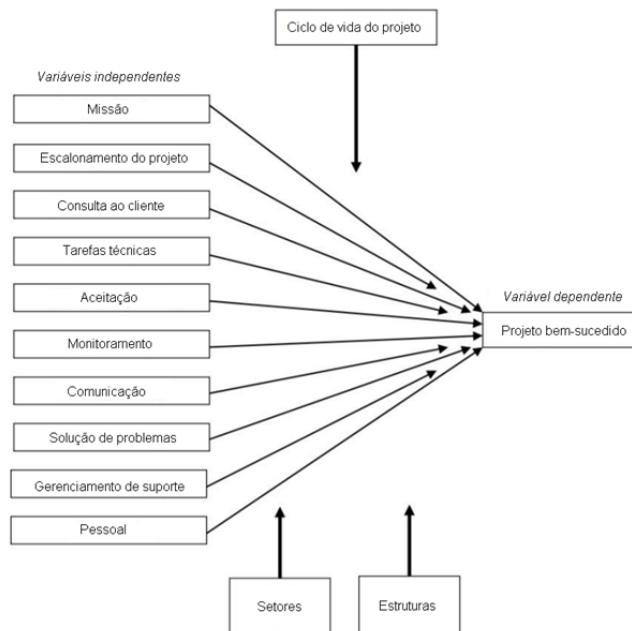 Ciclo de vida do projeto
Variáveis independentes
Missão
Escalonamento do projeto
Consulta ao cliente
Tarefas técnicas
Aceitação
Variável dependente
Projeto bem-sucedido
Monitoramento
Comunicação
Solução de problemas
Gerenciamento de suporte
Pessoal
Setores
Estruturas